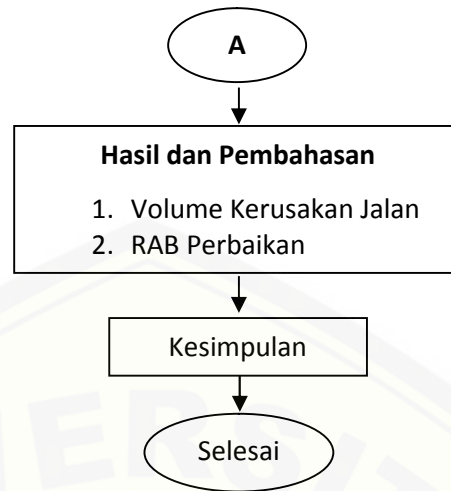 A
Hasil dan Pembahasan
1. Volume Kerusakan Jalan
2. RAB Perbaikan
Kesimpulan
Selesai